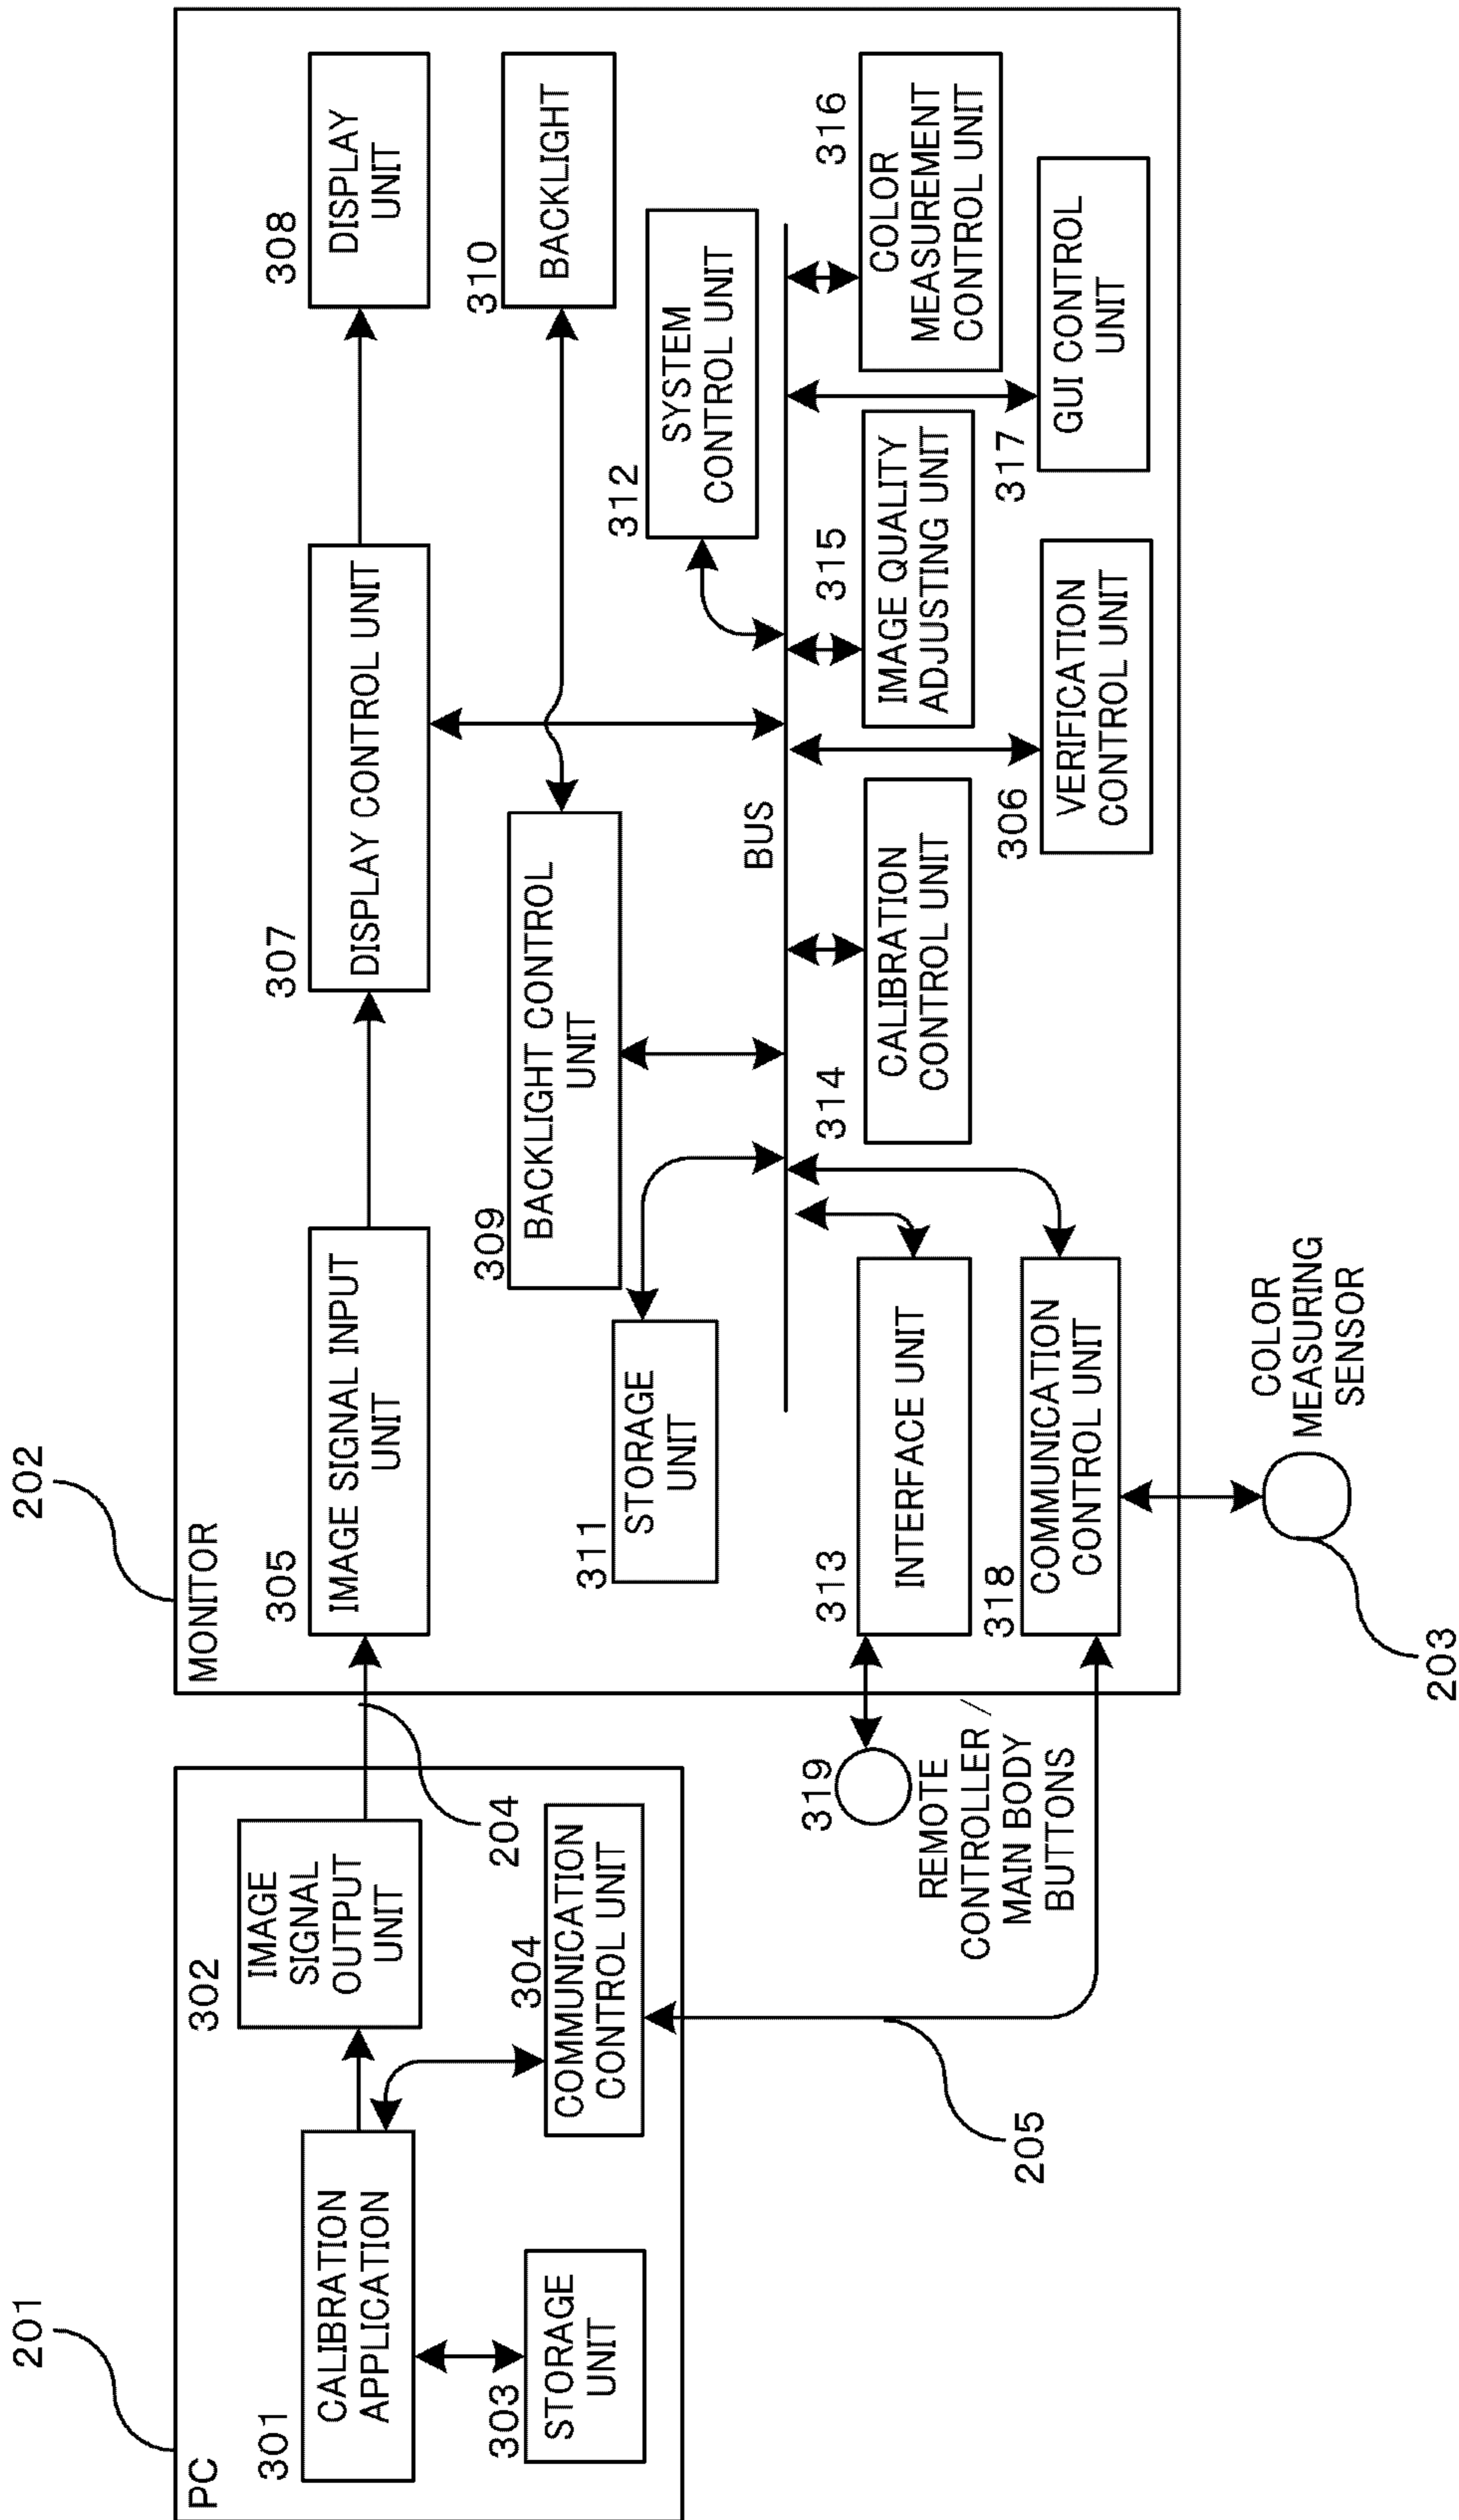 201
PC
301
CALIBRATION
APPLICATION
302
IMAGE
SIGNAL
OUTPUT
UNIT
303
STORAGE
UNIT
304
COMMUNICATION
CONTROL UNIT
204
205
202
MONITOR
305
IMAGE SIGNAL INPUT
UNIT
307
DISPLAY CONTROL UNIT
308
DISPLAY
UNIT
309
BACKLIGHT CONTROL
UNIT
310
BACKLIGHT
311
STORAGE
UNIT
312
SYSTEM
CONTROL UNIT
BUS
313
INTERFACE UNIT
314
CALIBRATION
CONTROL UNIT
315
IMAGE QUALITY
ADJUSTING UNIT
316
COLOR
MEASUREMENT
CONTROL UNIT
318
COMMUNICATION
CONTROL UNIT
306
VERIFICATION
CONTROL UNIT
317
GUI CONTROL
UNIT
319
REMOTE
CONTROLLER/
MAIN BODY
BUTTONS
COLOR
MEASURING
SENSOR
203